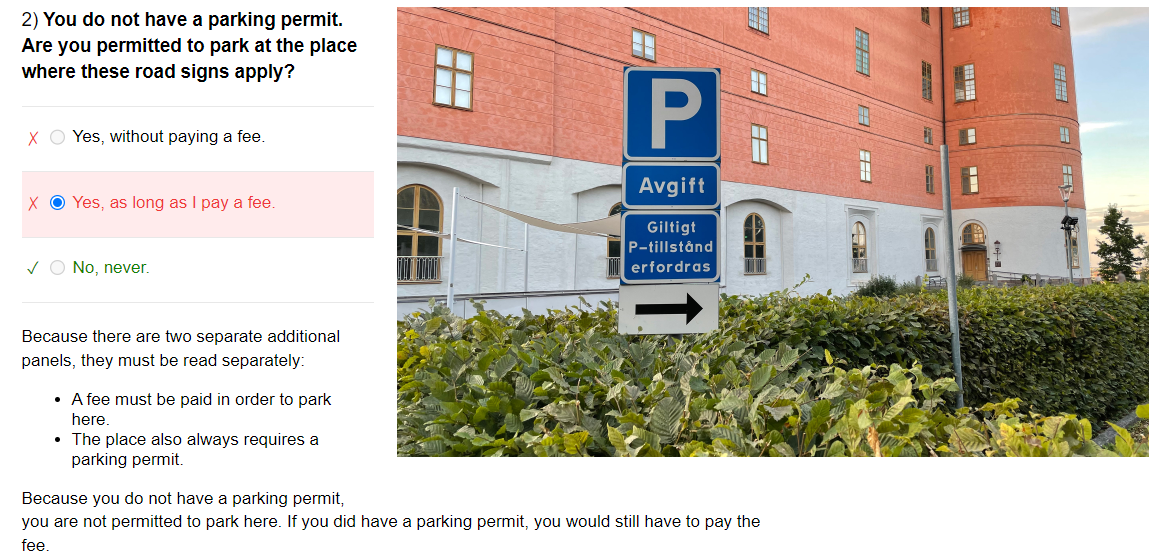 2) You do not have a parking permit.
Are you permitted to park at the place
where these road signs apply?
Yes, without paying a fee.
Yes, as long as I pay a fee.
No, never.
Because there are two separate additional
panels, they must be read separately:
• A fee must be paid in order to park
here.
• The place also always requires a
parking permit.
Because you do not have a parking permit,
you are not permitted to park here. If you did have a parking permit, you would still have to pay the
fee.
P
Avgift
Giltigt
P-tillstånd
erfordras